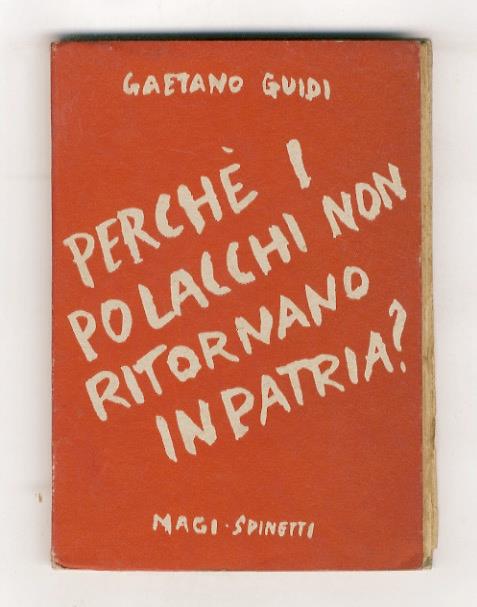 GAETANO GUIDI
PERCHÈ I
POLACCHI NON
RITORNANO
IN PATRIA?
MAGI-SPINETTI